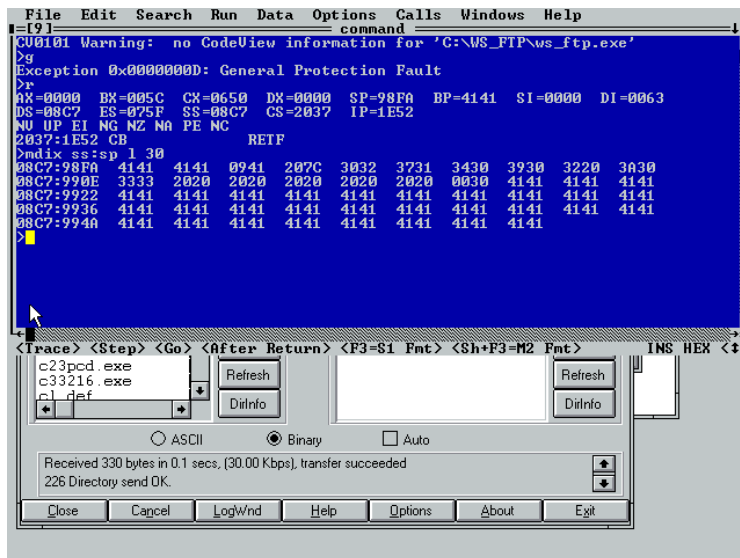 File Edit Search Run Data Options Calls Windows Help
=[9]= command
CV0101 Warning: no CodeView information for 'C:\WS_FTP\ws_ftp.exe'
>g
Exception 0x0000000D: General Protection Fault
>r
AX=0000 BX=005C CX=0650 DX=0000 SP=98FA BP=4141 SI=0000 DI=0063
DS=08C7 ES=075F SS=08C7 CS=2037 IP=1E52
NV UP EI NG NZ NA PE NC
2037:1E52 CB RETF
>mdix ss:sp l 30
08C7:98FA 4141 4141 0941 207C 3032 3731 3430 3930 3220 3A30
08C7:990E 3333 2020 2020 2020 2020 2020 0030 4141 4141 4141
08C7:9922 4141 4141 4141 4141 4141 4141 4141 4141 4141 4141
08C7:9936 4141 4141 4141 4141 4141 4141 4141 4141 4141 4141
08C7:994A 4141 4141 4141 4141 4141 4141 4141 4141
>
<Trace> <Step> <Go> <After Return> <F3=S1 Fmt> <Sh+F3=M2 Fmt> INS HEX
c23pcd.exe
c33216.exe
cl.def
Refresh
DirInfo
Refresh
DirInfo
ASCII Binary Auto
Received 330 bytes in 0.1 secs, (30.00 Kbps), transfer succeeded
226 Directory send OK.
Close Cancel LogWnd Help Options About Exit